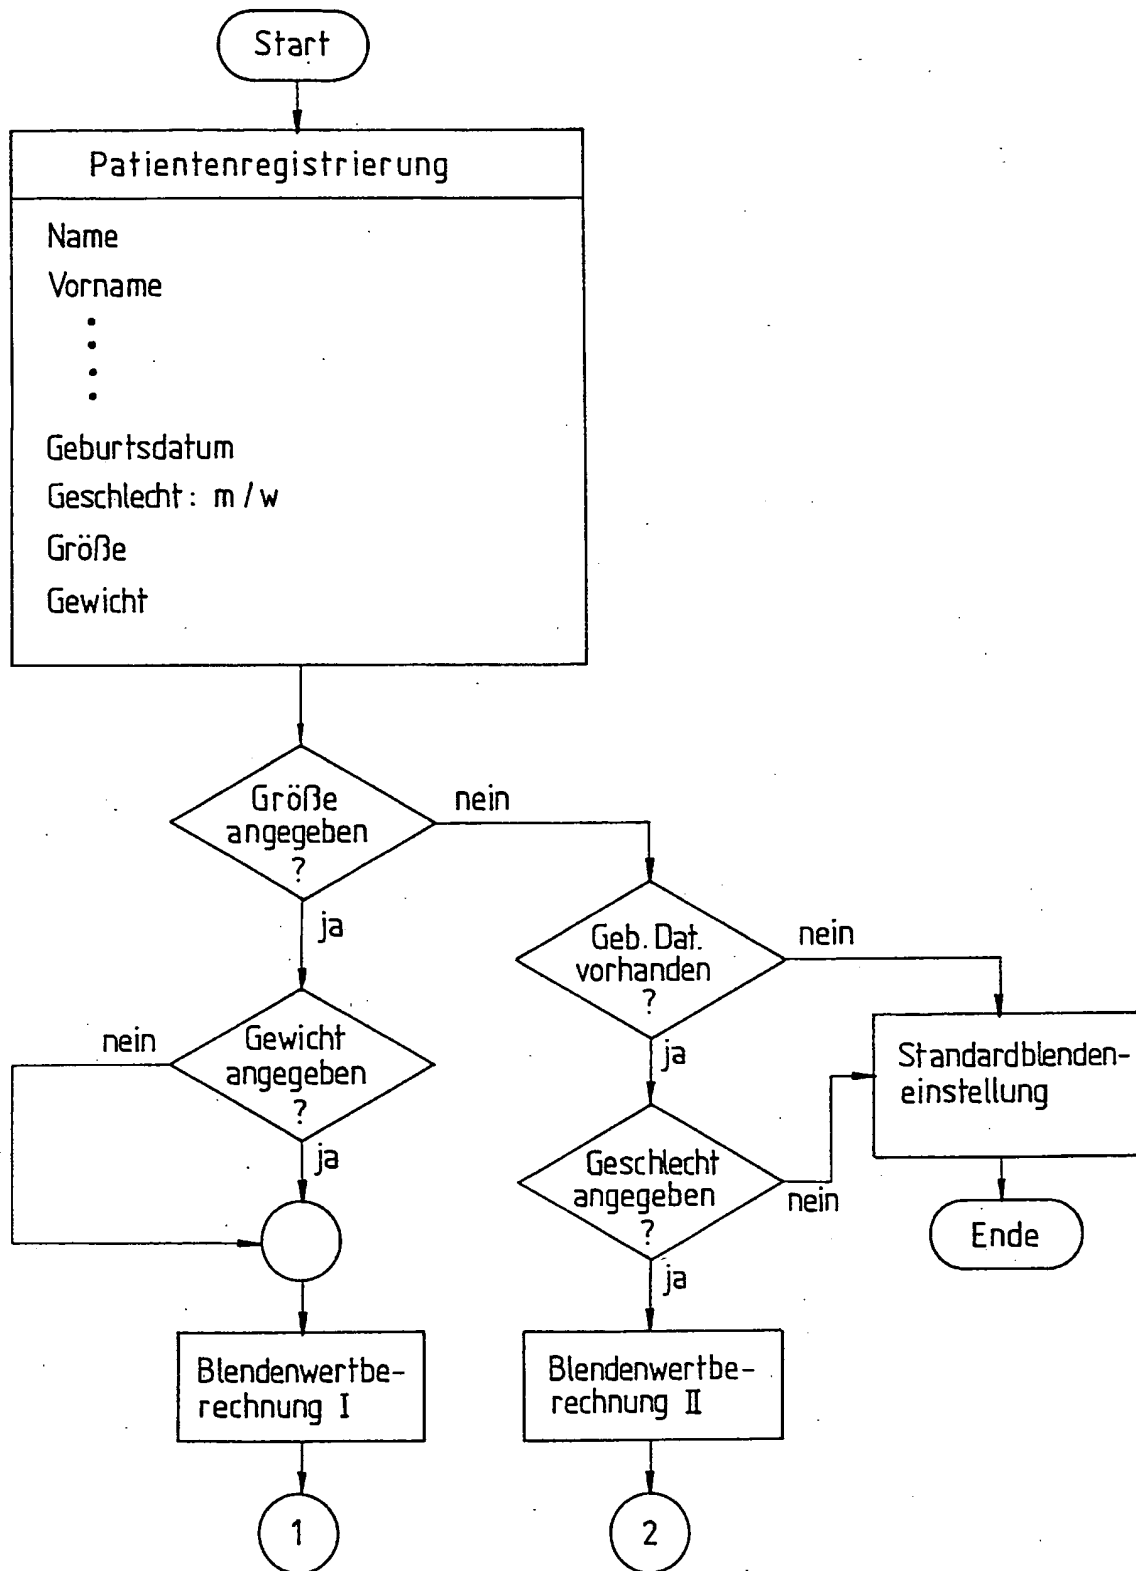 Start
Patientenregistrierung
Name
Vorname
Geburtsdatum
Geschlecht: m/w
Größe
Gewicht
Größe
angegeben
?
nein
ja
Geb. Dat.
vorhanden
?
nein
ja
Gewicht
angegeben
?
nein
ja
Standardblenden-
einstellung
Geschlecht
angegeben
?
nein
ja
Ende
Blendenwertbe-
rechnung I
Blendenwertbe-
rechnung II
1
2